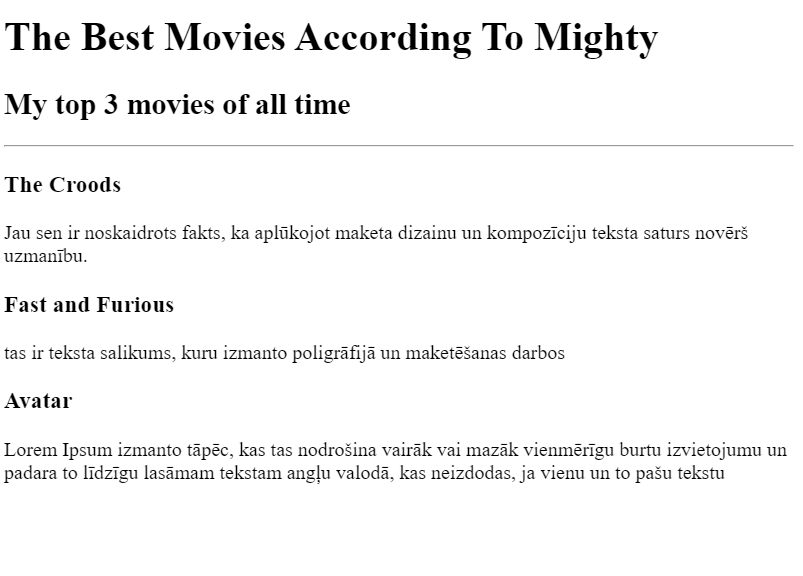 The Best Movies According To Mighty
My top 3 movies of all time
The Croods
Jau sen ir noskaidrots fakts, ka aplūkojot maketa dizainu un kompozīciju teksta saturs novērš
uzmanību.
Fast and Furious
tas ir teksta salikums, kuru izmanto poligrāfijā un maketēšanas darbos
Avatar
Lorem Ipsum izmanto tāpēc, kas tas nodrošina vairāk vai mazāk vienmērīgu burtu izvietojumu un
padara to līdzīgu lasāmam tekstam angļu valodā, kas neizdodas, ja vienu un to pašu tekstu